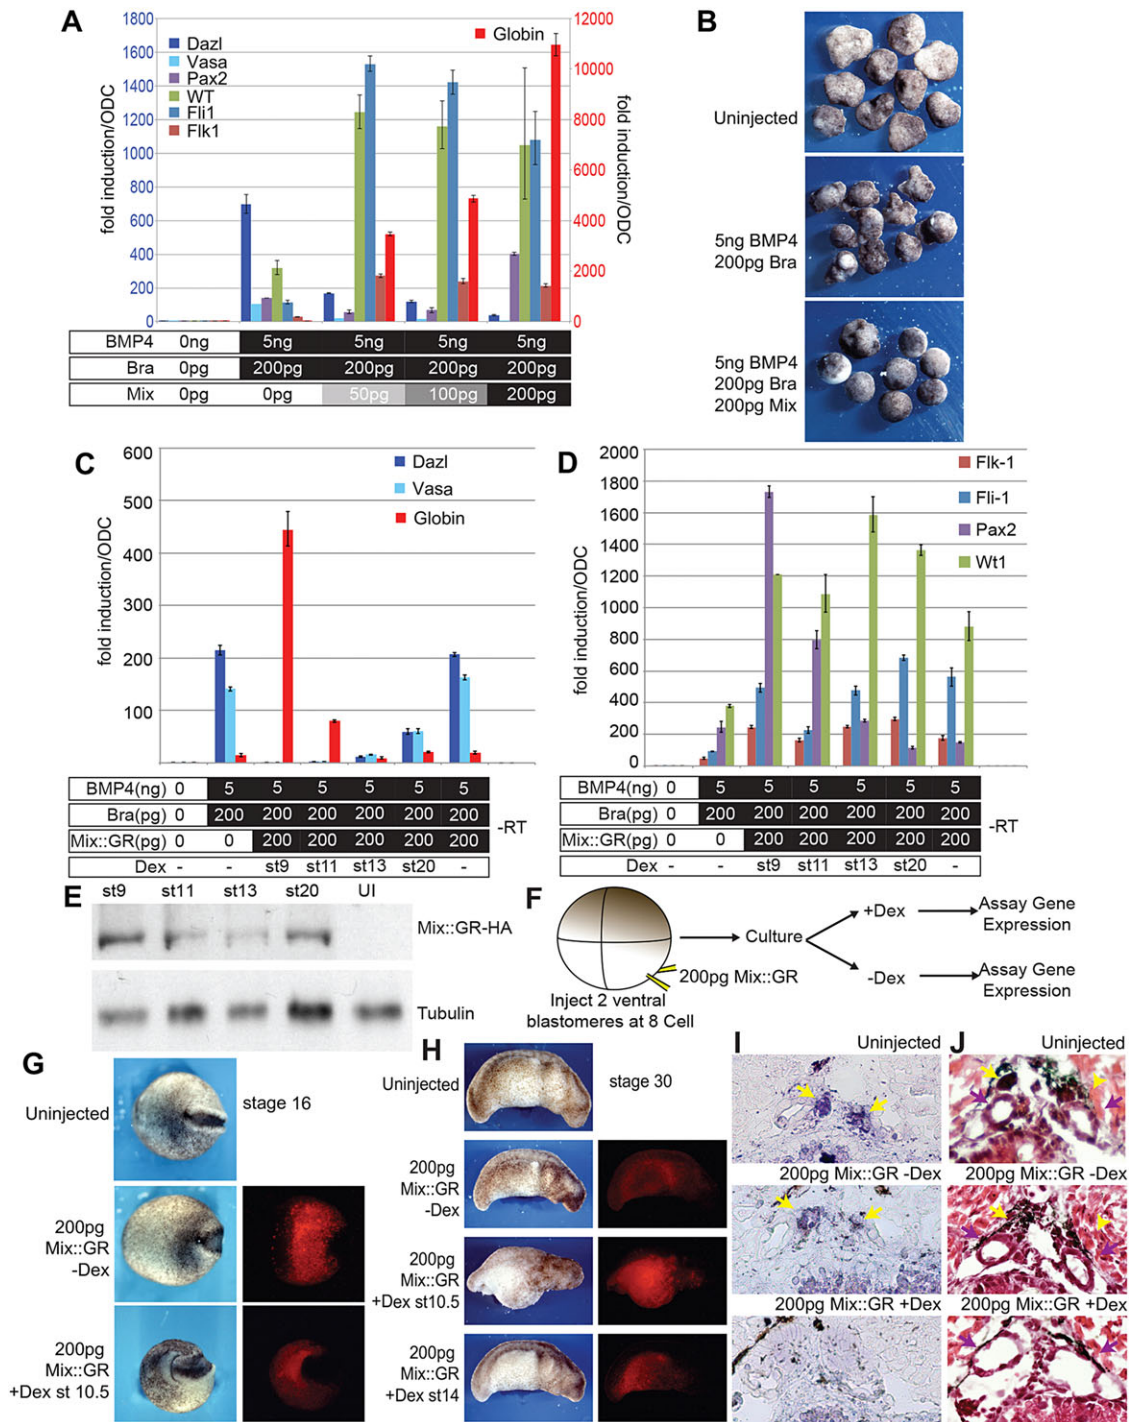 A
1800
1600
1400
1200
1000
800
600
400
200
0
fold induction/ODC
Dazl
Vasa
Pax2
WT
Fli1
Flk1
Globin
12000
10000
8000
6000
4000
2000
0
fold induction/ODC
BMP4 0ng 5ng 5ng 5ng 5ng
Bra 0pg 200pg 200pg 200pg 200pg
Mix 0pg 0pg 50pg 100pg 200pg
B
Uninjected
5ng BMP4
200pg Bra
5ng BMP4
200pg Bra
200pg Mix
C
600
500
400
300
200
100
fold induction/ODC
Dazl
Vasa
Globin
BMP4(ng) 0 5 5 5 5 5 5
Bra(pg) 0 200 200 200 200 200 200
Mix::GR(pg) 0 0 200 200 200 200 200
-RT
Dex - - st9 st11 st13 st20 -
D
2000
1800
1600
1400
1200
1000
800
600
400
200
0
fold induction/ODC
Flk-1
Fli-1
Pax2
Wt1
BMP4(ng) 0 5 5 5 5 5 5
Bra(pg) 0 200 200 200 200 200 200
Mix::GR(pg) 0 0 200 200 200 200 200
-RT
Dex - - st9 st11 st13 st20 -
E
st9 st11 st13 st20 UI
Mix::GR-HA
Tubulin
F
200pg Mix::GR
Inject 2 ventral
blastomeres at 8 Cell
Culture
+Dex
Assay Gene
Expression
-Dex
Assay Gene
Expression
G
Uninjected
stage 16
200pg
Mix::GR
-Dex
200pg
Mix::GR
+Dex st 10.5
H
Uninjected
stage 30
200pg
Mix::GR
-Dex
200pg
Mix::GR
+Dex st10.5
200pg
Mix::GR
+Dex st14
I
Uninjected
200pg Mix::GR -Dex
200pg Mix::GR +Dex
J
Uninjected
200pg Mix::GR -Dex
200pg Mix::GR +Dex